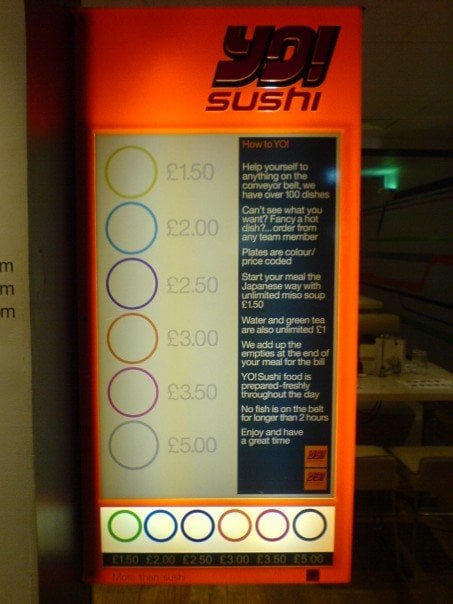 YO!
sushi
£1.50
£2.00
£2.50
£3.00
£3.50
£5.00
How to YO!
Help yourself to
anything on the
conveyor belt, we
have over 100 dishes
Can't see what you
want? Fancy a hot
dish?... order from
any team member
Plates are colour/
price coded
Start your meal the
Japanese way with
unlimited miso soup
£1.50
Water and green tea
are also unlimited £1
We add up the
empties at the end of
your meal for the bill
YO! Sushi food is
prepared-freshly
throughout the day
No fish is on the belt
for longer than 2 hours
Enjoy and have
a great time
£1.50 £2.00 £2.50 £3.00 £3.50 £5.00
More than sushi
m
m
om